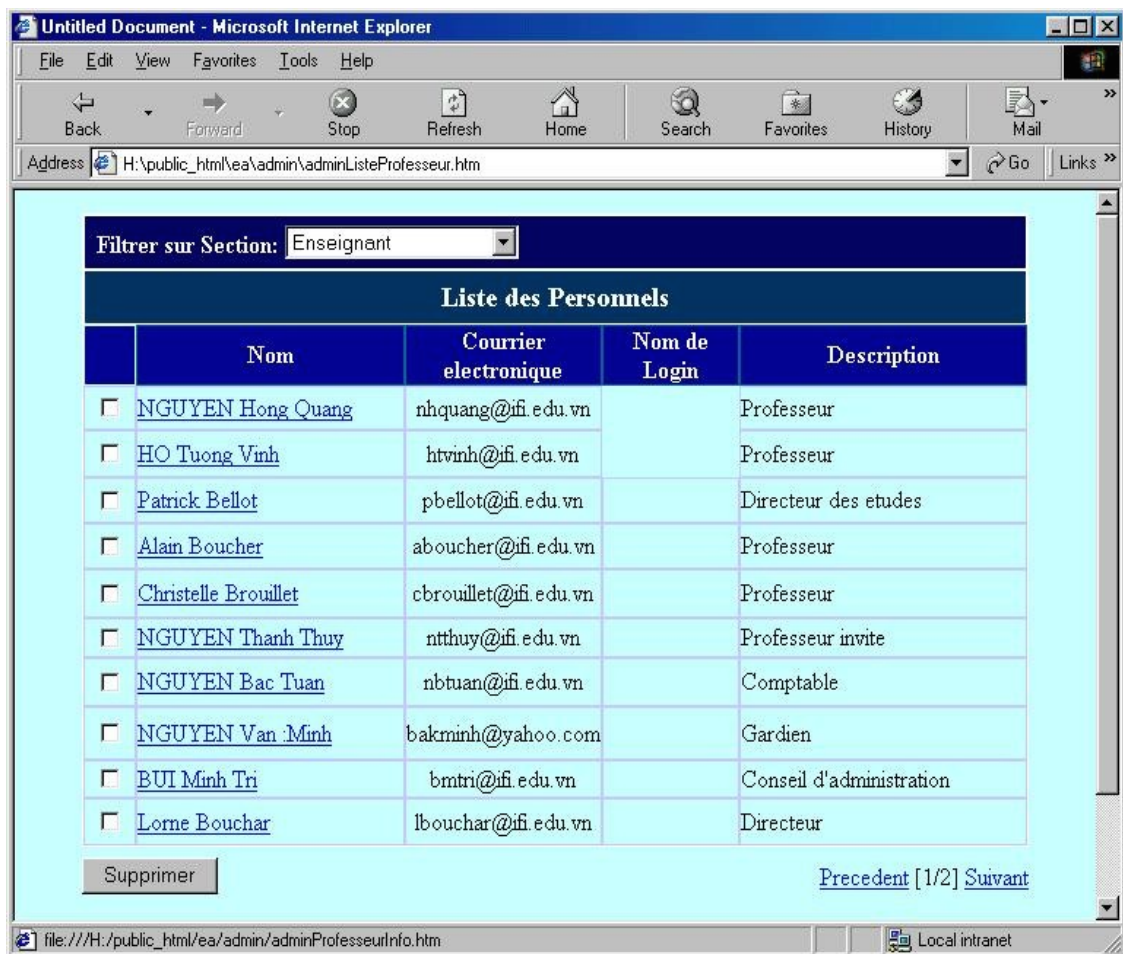 Untitled Document - Microsoft Internet Explorer
File Edit View Favorites Tools Help
Back Forward Stop Refresh Home Search Favorites History Mail »
Address H:\public_html\ea\admin\adminListeProfesseur.htm Go Links »
Filtrer sur Section: Enseignant
Liste des Personnels
Nom Courrier electronique Nom de Login Description
NGUYEN Hong Quang nhquang@ifi.edu.vn Professeur
HO Tuong Vinh htvinh@ifi.edu.vn Professeur
Patrick Bellot pbellot@ifi.edu.vn Directeur des etudes
Alain Boucher aboucher@ifi.edu.vn Professeur
Christelle Brouillet cbrouillet@ifi.edu.vn Professeur
NGUYEN Thanh Thuy ntthuy@ifi.edu.vn Professeur invite
NGUYEN Bac Tuan nbtuan@ifi.edu.vn Comptable
NGUYEN Van :Minh bakminh@yahoo.com Gardien
BUI Minh Tri bmtri@ifi.edu.vn Conseil d'administration
Lorne Bouchar lbouchar@ifi.edu.vn Directeur
Supprimer Precedent [1/2] Suivant
file:///H:/public_html/ea/admin/adminProfesseurInfo.htm Local intranet